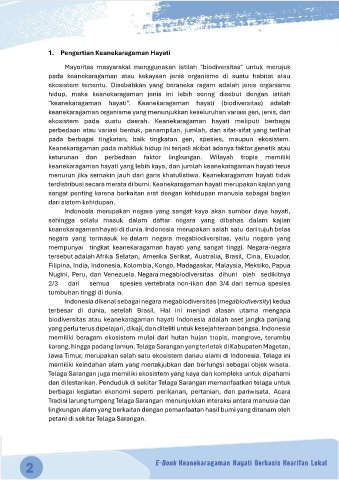 1. Pengertian Keanekaragaman Hayati
Mayoritas masyarakat menggunakan istilah "biodiversitas" untuk merujuk
pada keanekaragaman atau kekayaan jenis organisme di suatu habitat atau
ekosistem tertentu. Disebabkan yang beraneka ragam adalah jenis organisme
hidup, maka keanekaragaman jenis ini lebih sering disebut dengan istilah
"keanekaragaman hayati". Keanekaragaman hayati (biodiversitas) adalah
keanekaragaman organisme yang menunjukkan keseluruhan variasi gen, jenis, dan
ekosistem pada suatu daerah. Keanekaragaman hayati meliputi berbagai
perbedaan atau variasi bentuk, penampilan, jumlah, dan sifat-sifat yang terlihat
pada berbagai tingkatan, baik tingkatan gen, spesies, maupun ekosistem.
Keanekaragaman pada makhluk hidup ini terjadi akibat adanya faktor genetik atau
keturunan dan perbedaan faktor lingkungan. Wilayah tropis memiliki
keanekaragaman hayati yang lebih kaya, dan jumlah keanekaragaman hayati terus
menurun jika semakin jauh dari garis khatulistiwa. Keanekaragaman hayati tidak
terdistribusi secara merata di bumi. Keanekaragaman hayati merupakan kajian yang
sangat penting karena berkaitan erat dengan kehidupan manusia sebagai bagian
dari sistem kehidupan.
Indonesia merupakan negara yang sangat kaya akan sumber daya hayati,
sehingga selalu masuk dalam daftar negara yang dibahas dalam kajian
keanekaragaman hayati di dunia. Indonesia merupakan salah satu dari tujuh belas
negara yang termasuk ke dalam negara megabiodiversitas, yaitu negara yang
mempunyai tingkat keanekaragaman hayati yang sangat tinggi. Negara-negara
tersebut adalah Afrika Selatan, Amerika Serikat, Australia, Brasil, Cina, Ekuador,
Filipina, India, Indonesia, Kolombia, Kongo, Madagaskar, Malaysia, Meksiko, Papua
Nugini, Peru, dan Venezuela. Negara megabiodiversitas dihuni oleh sedikitnya
2/3 dari semua spesies vertebrata non-ikan dan 3/4 dari semua spesies
tumbuhan tinggi di dunia.
Indonesia dikenal sebagai negara megabiodiversitas (megabiodiversity) kedua
terbesar di dunia, setelah Brasil. Hal ini menjadi alasan utama mengapa
biodiversitas atau keanekaragaman hayati Indonesia adalah aset jangka panjang
yang perlu terus dipelajari, dikaji, dan diteliti untuk kesejahteraan bangsa. Indonesia
memiliki beragam ekosistem mulai dari hutan hujan tropis, mangrove, terumbu
karang, hingga padang lamun. Telaga Sarangan yang terletak di Kabupaten Magetan,
Jawa Timur, merupakan salah satu ekosistem danau alami di Indonesia. Telaga ini
memiliki keindahan alam yang menakjubkan dan berfungsi sebagai objek wisata.
Telaga Sarangan juga memiliki ekosistem yang kaya dan kompleks untuk dipahami
dan dilestarikan. Penduduk di sekitar Telaga Sarangan memanfaatkan telaga untuk
berbagai kegiatan ekonomi seperti perikanan, pertanian, dan pariwisata. Acara
Tradisi larung tumpeng Telaga Sarangan menunjukkan interaksi antara manusia dan
lingkungan alam yang berkaitan dengan pemanfaatan hasil bumi yang ditanam oleh
petani di sekitar Telaga Sarangan.
2
E-Book Keanekaragaman Hayati Berbasis Kearifan Lokal